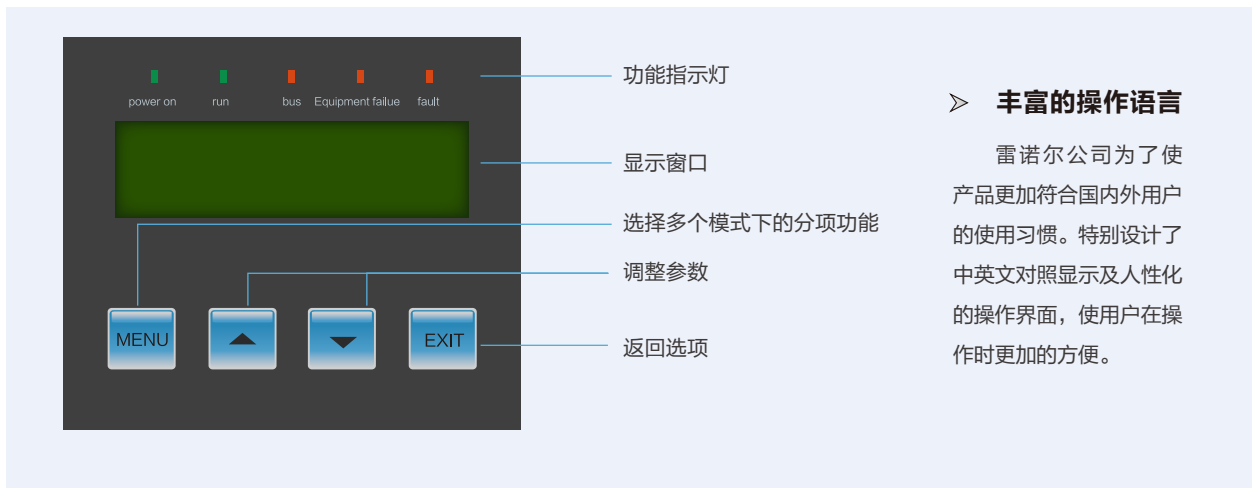 power on run bus Equipment failue fault
功能指示灯
显示窗口
选择多个模式下的分项功能
调整参数
MENU EXIT
返回选项
丰富的操作语言
雷诺尔公司为了使
产品更加符合国内外用户
的使用习惯。特别设计了
中英文对照显示及人性化
的操作界面，使用户在操
作时更加的方便。